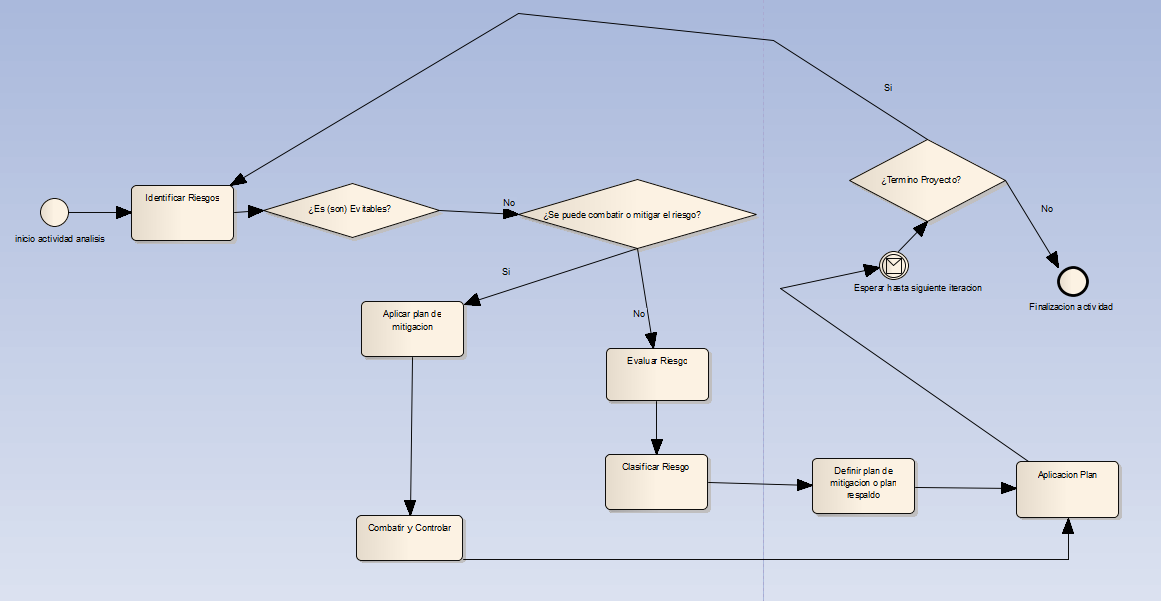 Si
Identificar Riesgos
¿Es (son) Evitables?
No
¿Se puede combatir o mitigar el riesgo?
¿Termino Proyecto?
No
inicio actividad analisis
Si
Esperar hasta siguiente iteracion
Finalizacion actividad
Aplicar plan de
mitigacion
No
Evaluar Riesgo
Clasificar Riesgo
Definir plan de
mitigacion o plan
respaldo
Aplicacion Plan
Combatir y Controlar